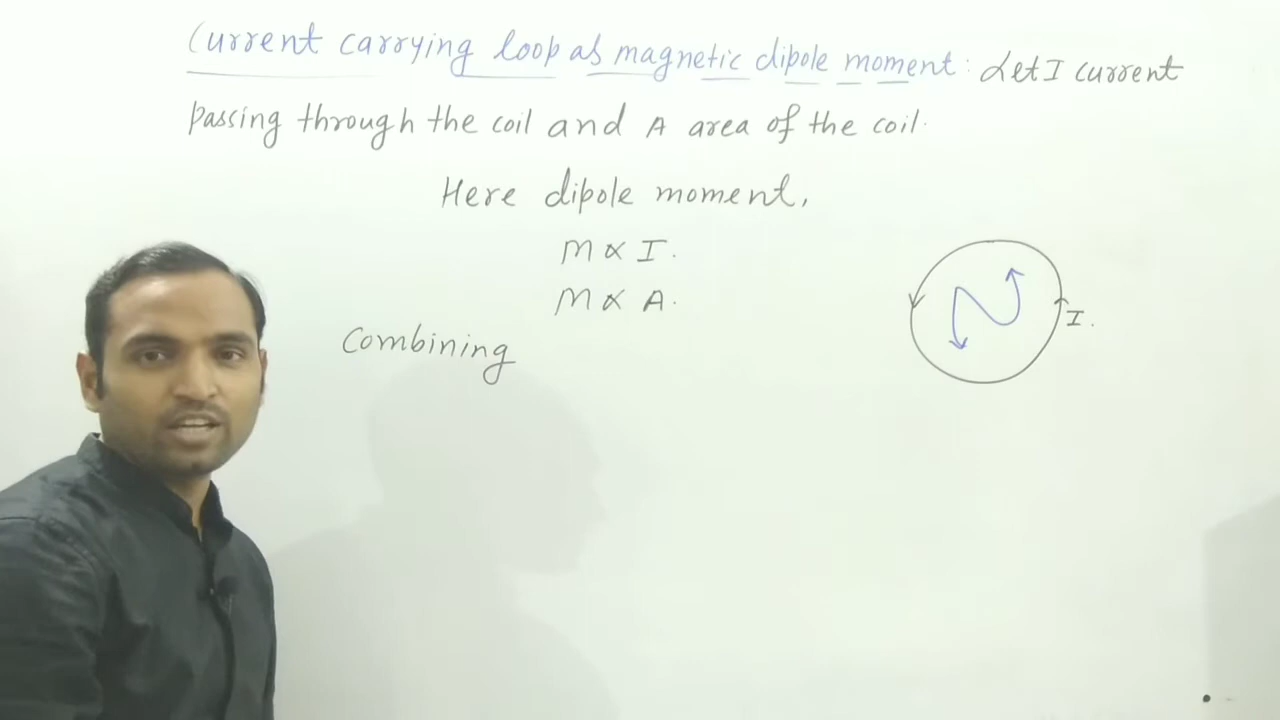 Current carrying loop as magnetic dipole moment: Let I current
passing through the coil and A area of the coil.
Here dipole moment,
M ∝ I.
M ∝ A.
Combining
N
I.